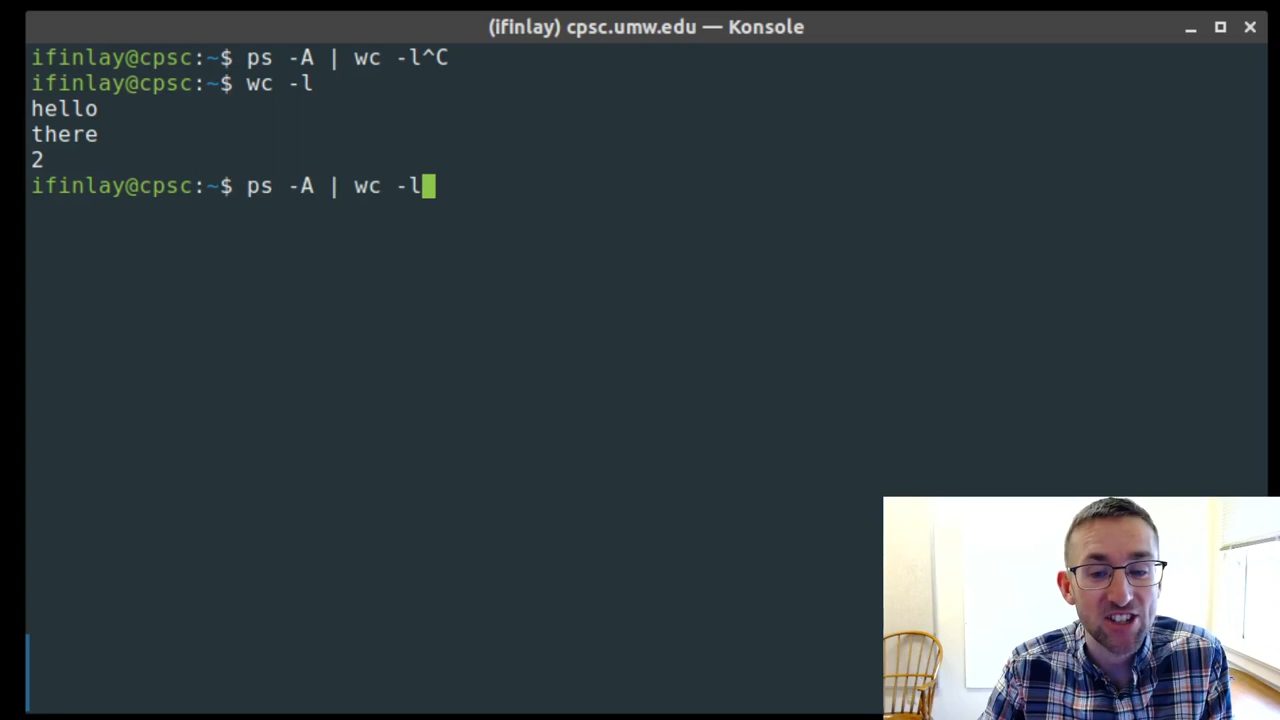 (ifinlay) cpsc.umw.edu — Konsole
ifinlay@cpsc:~$ ps -A | wc -l^C
ifinlay@cpsc:~$ wc -l
hello
there
2
ifinlay@cpsc:~$ ps -A | wc -l